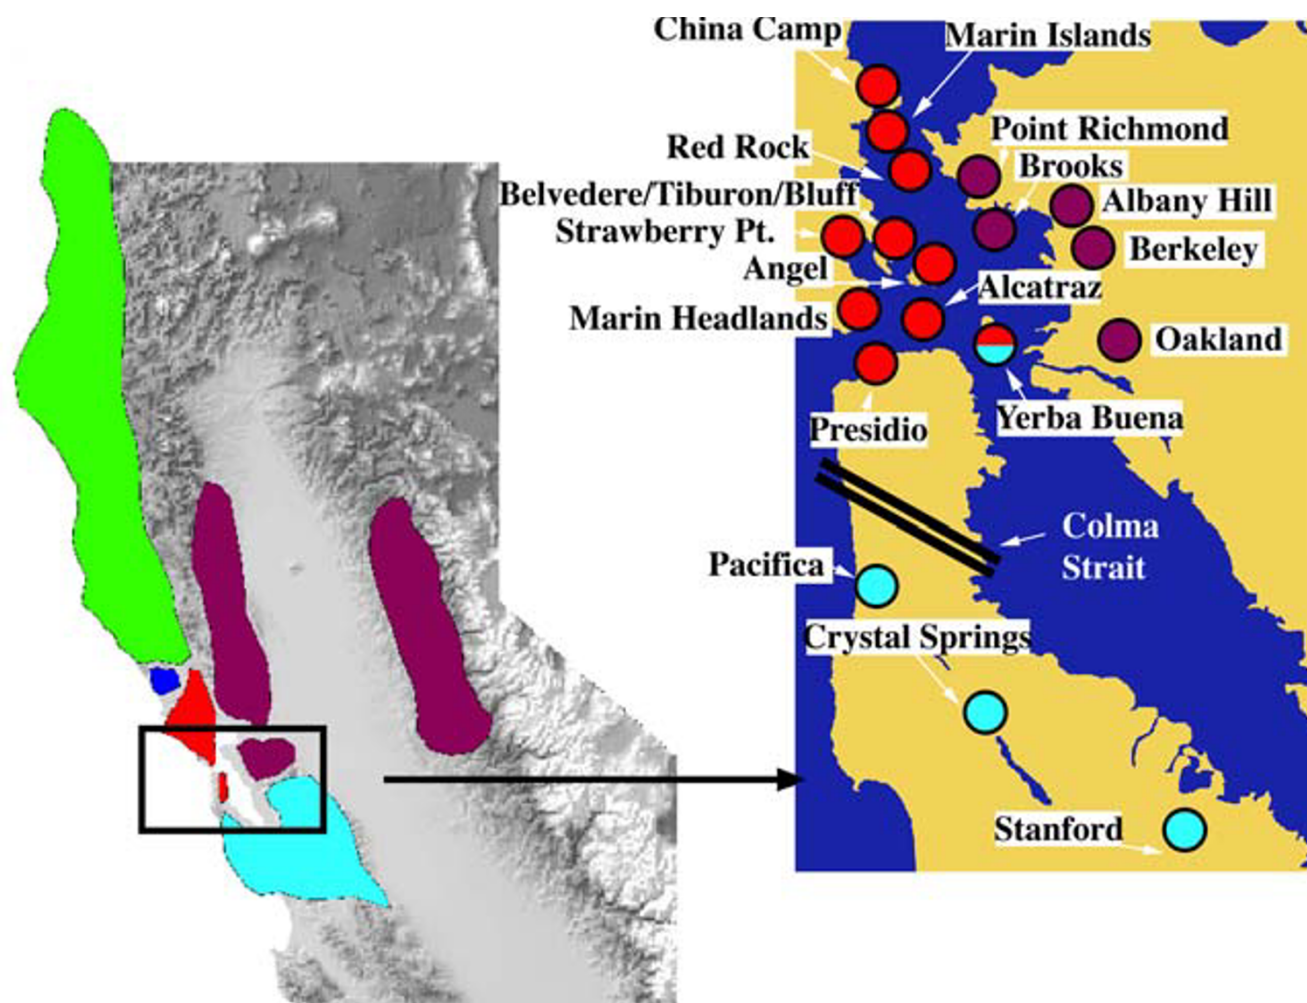 China Camp
Marin Islands
Point Richmond
Red Rock
Brooks
Belvedere/Tiburon/Bluff
Albany Hill
Strawberry Pt.
Berkeley
Angel
Alcatraz
Marin Headlands
Oakland
Yerba Buena
Presidio
Colma
Strait
Pacifica
Crystal Springs
Stanford